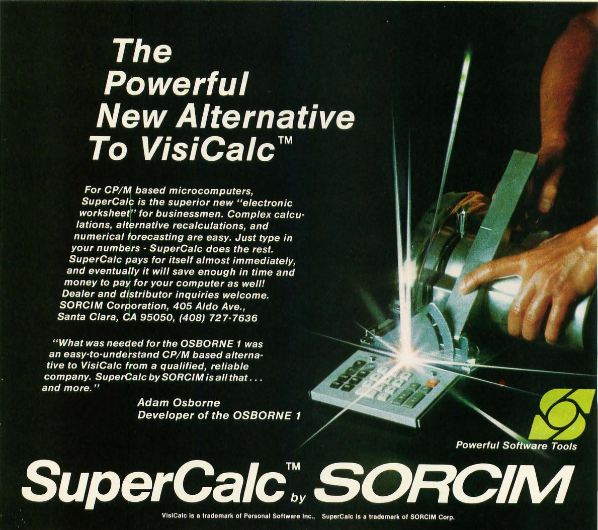 The
Powerful
New Alternative
To VisiCalc™
For CP/M based microcomputers,
SuperCalc is the superior new "electronic
worksheet" for businessmen. Complex calcu-
lations, alternative recalculations, and
numerical forecasting are easy. Just type in
your numbers - SuperCalc does the rest.
SuperCalc pays for itself almost immediately,
and eventually it will save enough in time and
money to pay for your computer as well!
Dealer and distributor inquiries welcome.
SORCIM Corporation, 405 Aldo Ave.,
Santa Clara, CA 95050, (408) 727-7636
"What was needed for the OSBORNE 1 was
an easy-to-understand CP/M based alterna-
tive to VisiCalc from a qualified, reliable
company. SuperCalc by SORCIM is all that . . .
and more."
Adam Osborne
Developer of the OSBORNE 1
Powerful Software Tools
SuperCalc™ by SORCIM
VisiCalc is a trademark of Personal Software Inc., SuperCalc is a trademark of SORCIM Corp.